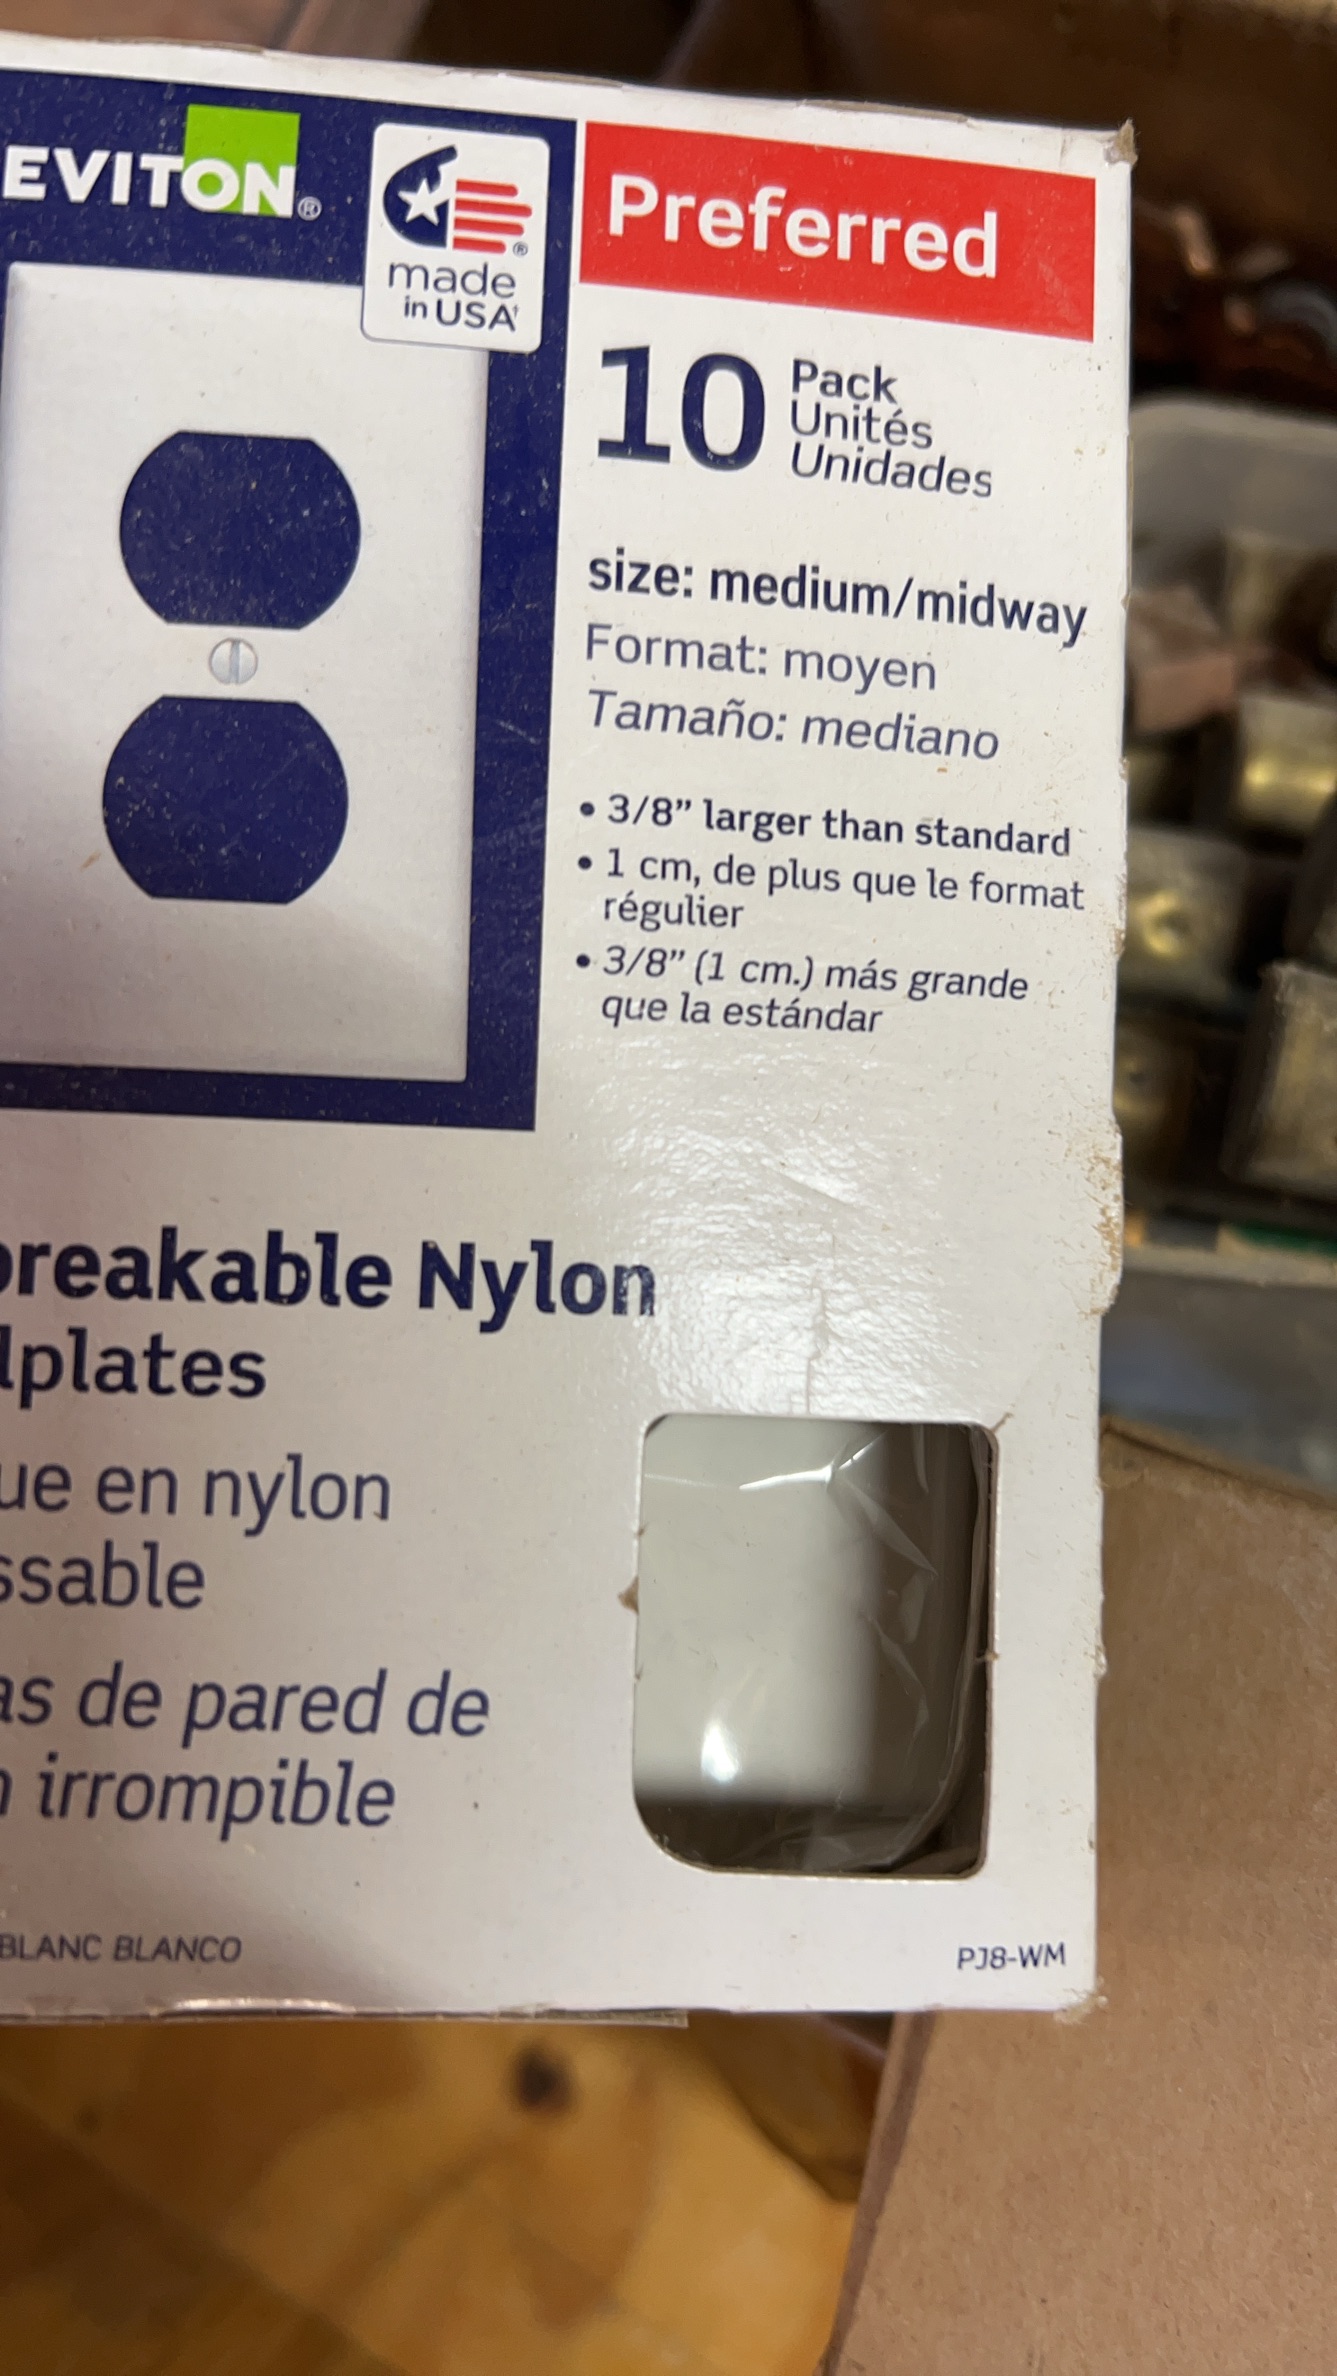 EVITON®
made
in USA†
Preferred
10 Pack
Unités
Unidades
size: medium/midway
Format: moyen
Tamaño: mediano
• 3/8” larger than standard
• 1 cm, de plus que le format
régulier
• 3/8” (1 cm.) más grande
que la estándar
breakable Nylon
lplates
ue en nylon
ssable
as de pared de
n irrompible
BLANC BLANCO
PJ8-WM